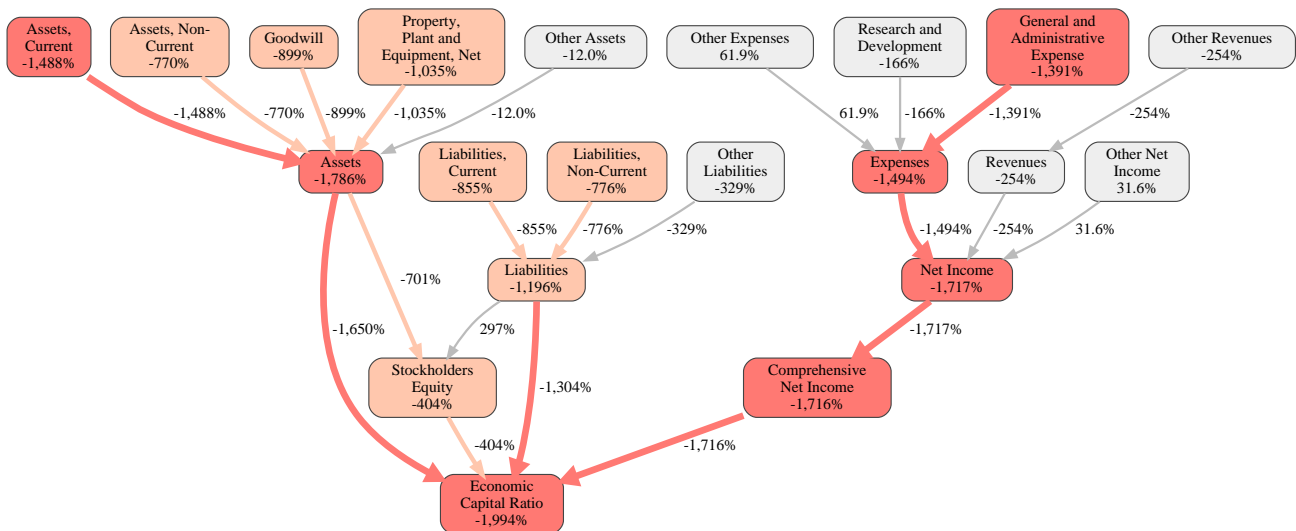 Assets,
Current
-1,488%
Assets, Non-
Current
-770%
Goodwill
-899%
Property,
Plant and
Equipment, Net
-1,035%
Other Assets
-12.0%
Other Expenses
61.9%
Research and
Development
-166%
General and
Administrative
Expense
-1,391%
Other Revenues
-254%
-1,488%
-770%
-899%
-1,035%
-12.0%
61.9%
-166%
-1,391%
-254%
Assets
-1,786%
Liabilities,
Current
-855%
Liabilities,
Non-Current
-776%
Other
Liabilities
-329%
Expenses
-1,494%
Revenues
-254%
Other Net
Income
31.6%
-855%
-776%
-329%
-1,494%
-254%
31.6%
-701%
Liabilities
-1,196%
Net Income
-1,717%
-1,650%
297%
-1,717%
Stockholders
Equity
-404%
-1,304%
Comprehensive
Net Income
-1,716%
-404%
-1,716%
Economic
Capital Ratio
-1,994%